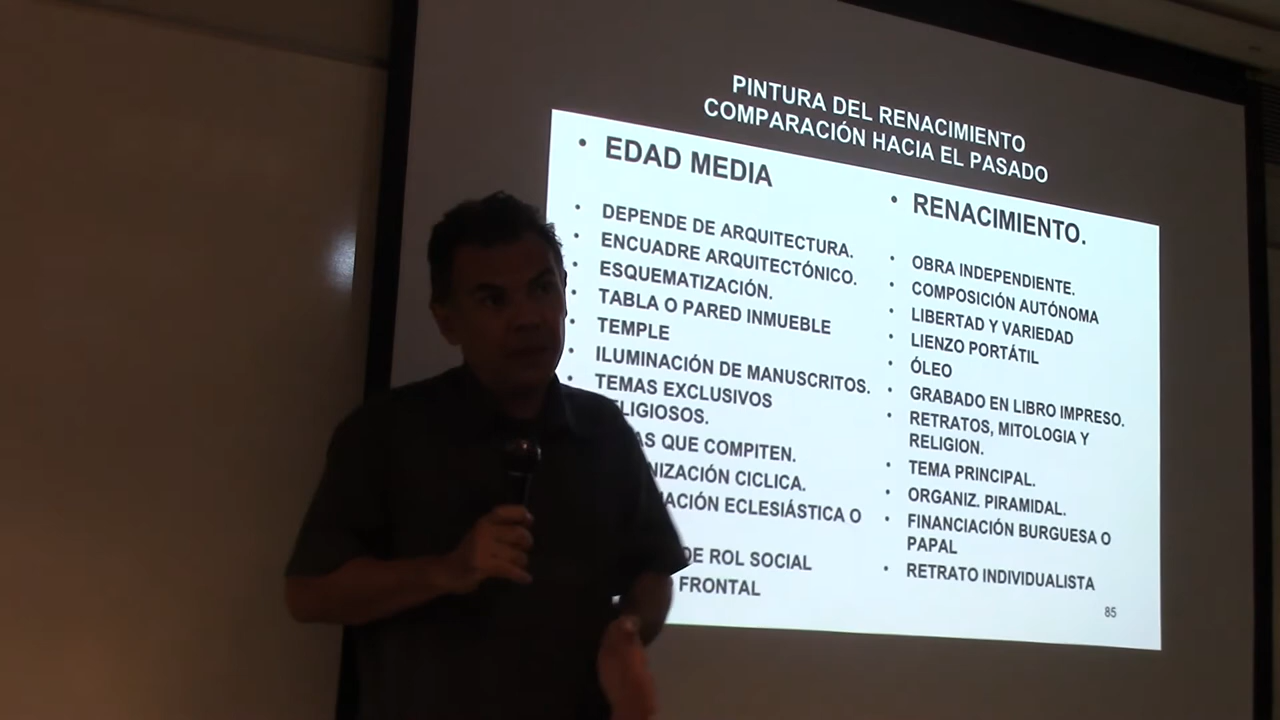 PINTURA DEL RENACIMIENTO
COMPARACIÓN HACIA EL PASADO
• EDAD MEDIA
• DEPENDE DE ARQUITECTURA.
• ENCUADRE ARQUITECTÓNICO.
• ESQUEMATIZACIÓN.
• TABLA O PARED INMUEBLE
• TEMPLE
• ILUMINACIÓN DE MANUSCRITOS.
• TEMAS EXCLUSIVOS
QUE COMPITEN.
CICLICA.
ECLESIÁSTICA O
DE ROL SOCIAL
FRONTAL
• RENACIMIENTO.
• OBRA INDEPENDIENTE.
• COMPOSICIÓN AUTÓNOMA
• LIBERTAD Y VARIEDAD
• LIENZO PORTÁTIL
• ÓLEO
• GRABADO EN LIBRO IMPRESO.
• RETRATOS, MITOLOGIA Y
RELIGION.
• TEMA PRINCIPAL.
• ORGANIZ. PIRAMIDAL.
• FINANCIACIÓN BURGUESA O
PAPAL
• RETRATO INDIVIDUALISTA
85